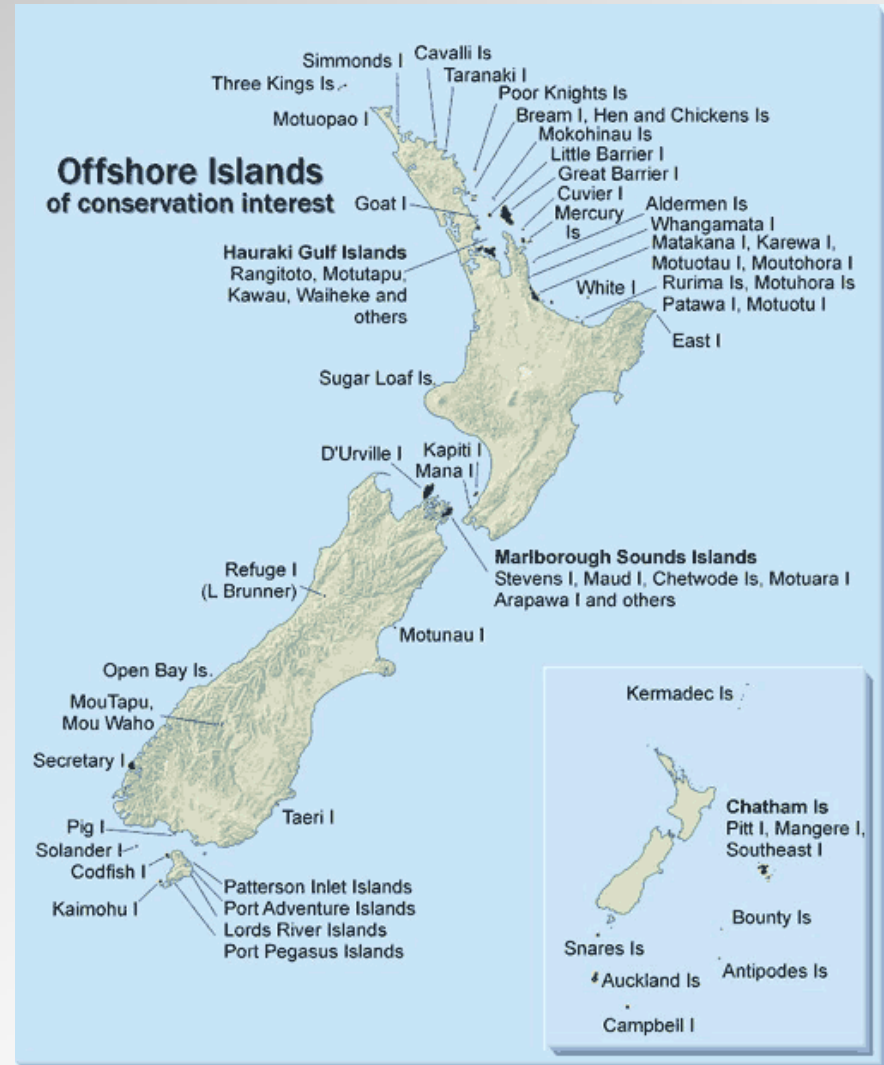 Simmonds I
Cavalli Is
Taranaki I
Three Kings Is
Poor Knights Is
Motuopao I
Bream I, Hen and Chickens Is
Mokohinau Is
Little Barrier I
Great Barrier I
Offshore Islands
of conservation interest
Goat I
Cuvier I
Mercury
Is
Aldermen Is
Whangamata I
Matakana I, Karewa I,
Motuotau I, Moutohora I
Hauraki Gulf Islands
Rangitoto, Motutapu,
Kawau, Waiheke and
others
White I
Rurima Is, Motuhora Is
Patawa I, Motuotu I
East I
Sugar Loaf Is
D'Urville I
Kapiti I
Mana I
Marlborough Sounds Islands
Stevens I, Maud I, Chetwode Is, Motuara I
Arapawa I and others
Refuge I
(L Brunner)
Motunau I
Open Bay Is
MouTapu,
Mou Waho
Secretary I
Taeri I
Pig I
Solander I
Codfish I
Kaimohu I
Patterson Inlet Islands
Port Adventure Islands
Lords River Islands
Port Pegasus Islands
Kermadec Is
Chatham Is
Pitt I, Mangere I,
Southeast I
Bounty Is
Snares Is
Antipodes Is
Auckland Is
Campbell I